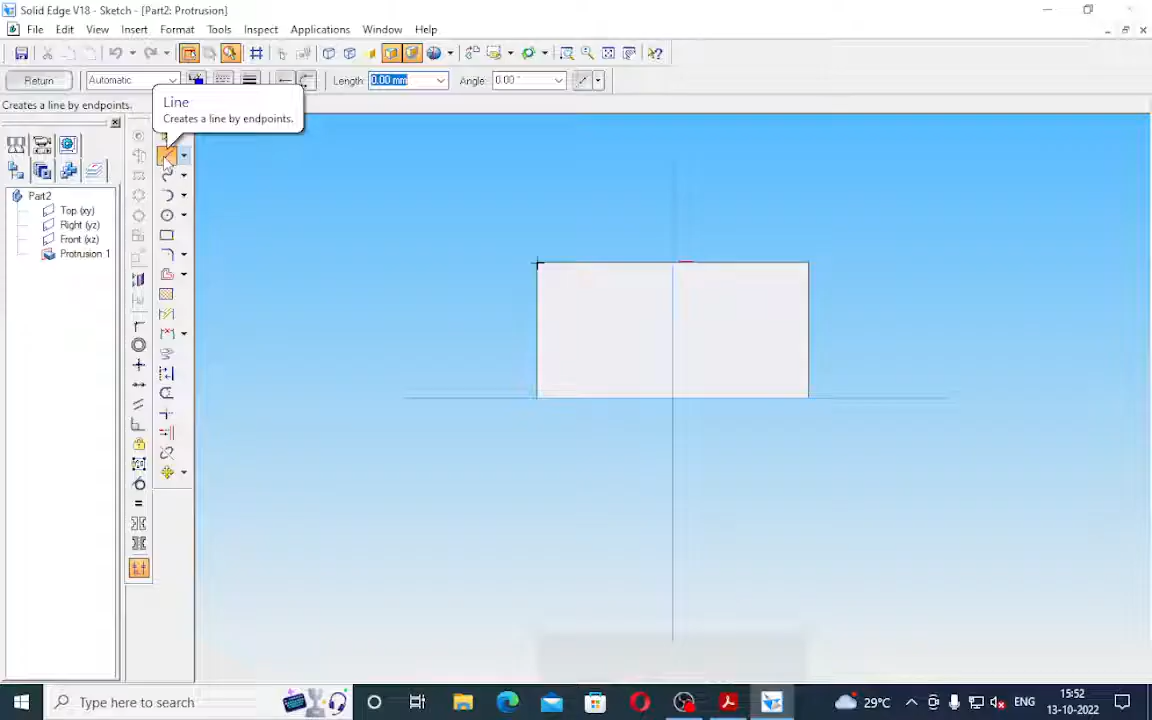 Solid Edge V18 - Sketch - [Part2: Protrusion]
File Edit View Insert Format Tools Inspect Applications Window Help
Return Automatic Length: 0.00 mm Angle: 0.00 °
Creates a line by endpoints.
Line
Creates a line by endpoints.
Part2
Top (xy)
Right (yz)
Front (xz)
Protrusion 1
Type here to search
29°C
ENG
15:52
13-10-2022